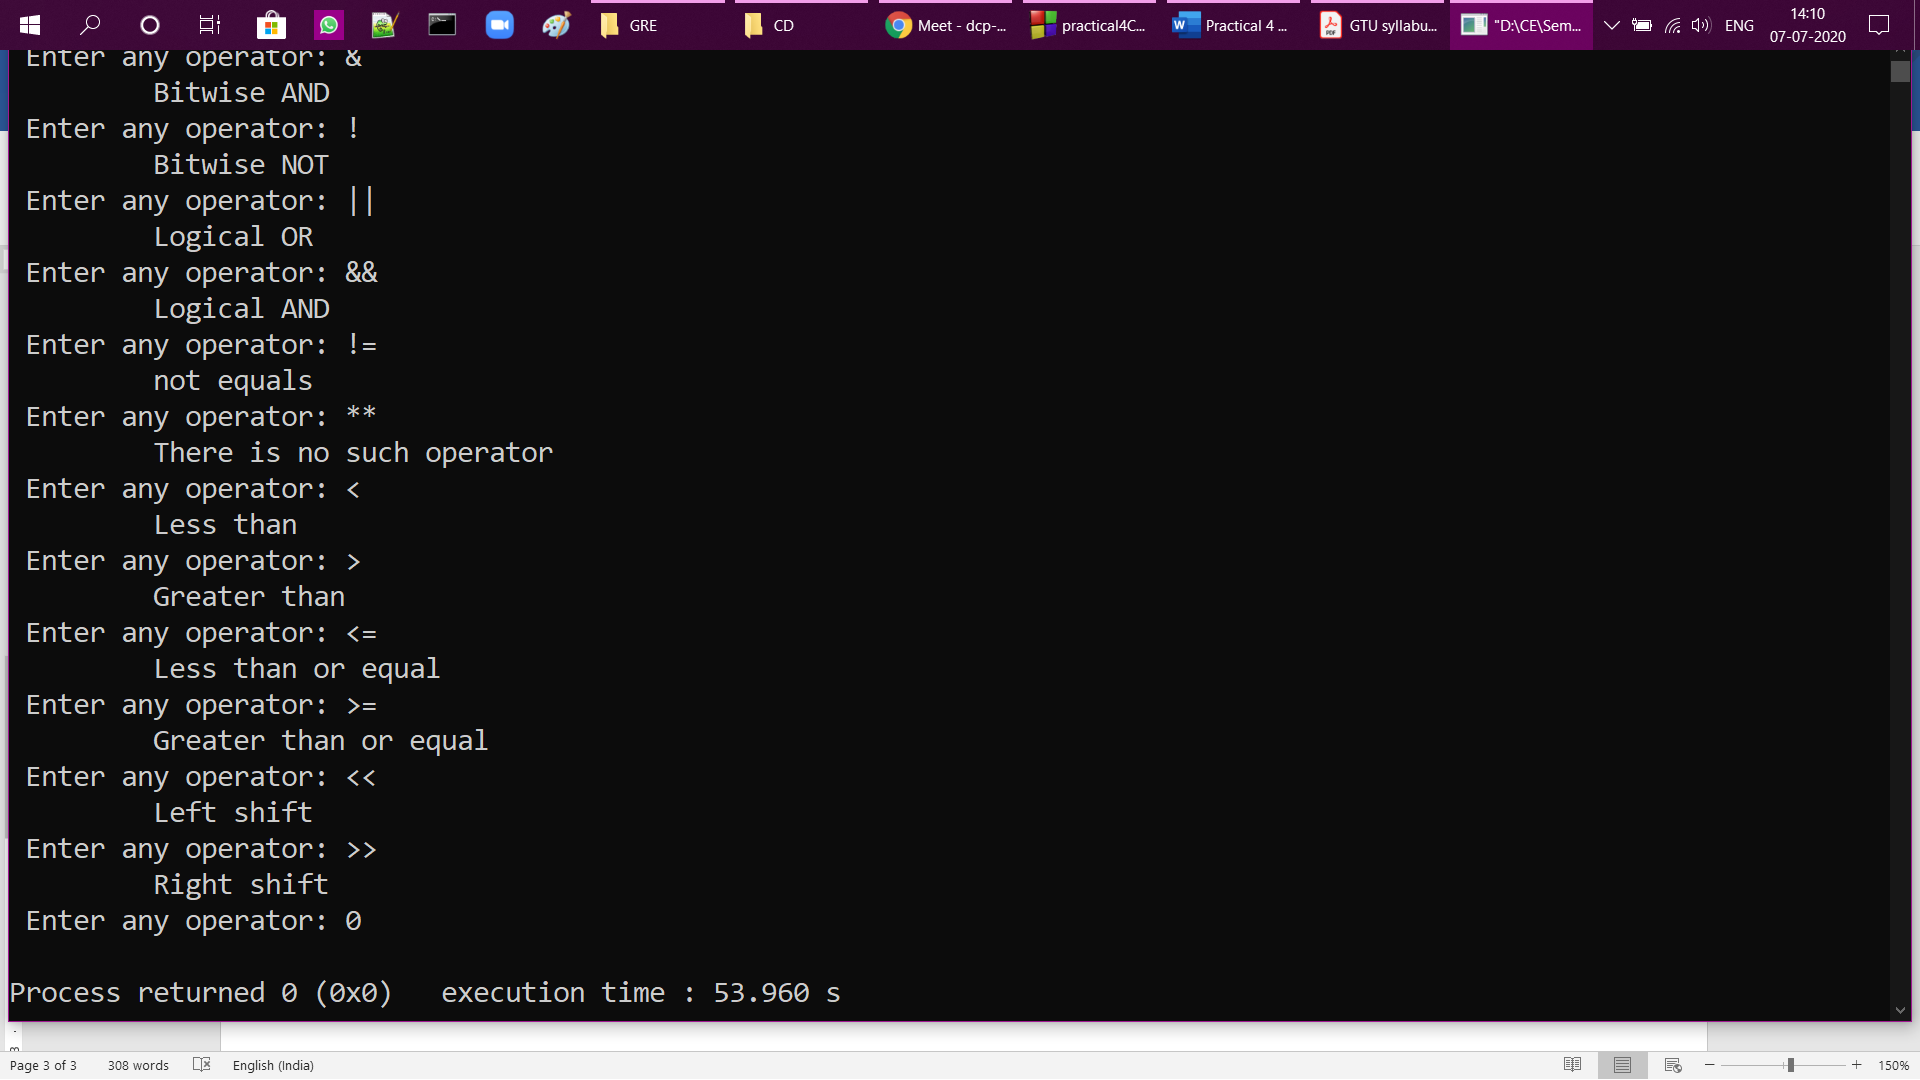 GRE
CD
Meet - dcp-...
practical4C...
Practical 4 ...
GTU syllabu...
"D:\CE\Sem...
ENG
14:10
07-07-2020
Enter any operator: &
Bitwise AND
Enter any operator: !
Bitwise NOT
Enter any operator: ||
Logical OR
Enter any operator: &&
Logical AND
Enter any operator: !=
not equals
Enter any operator: **
There is no such operator
Enter any operator: <
Less than
Enter any operator: >
Greater than
Enter any operator: <=
Less than or equal
Enter any operator: >=
Greater than or equal
Enter any operator: <<
Left shift
Enter any operator: >>
Right shift
Enter any operator: 0
Process returned 0 (0x0)   execution time : 53.960 s
Page 3 of 3 308 words English (India) 150%